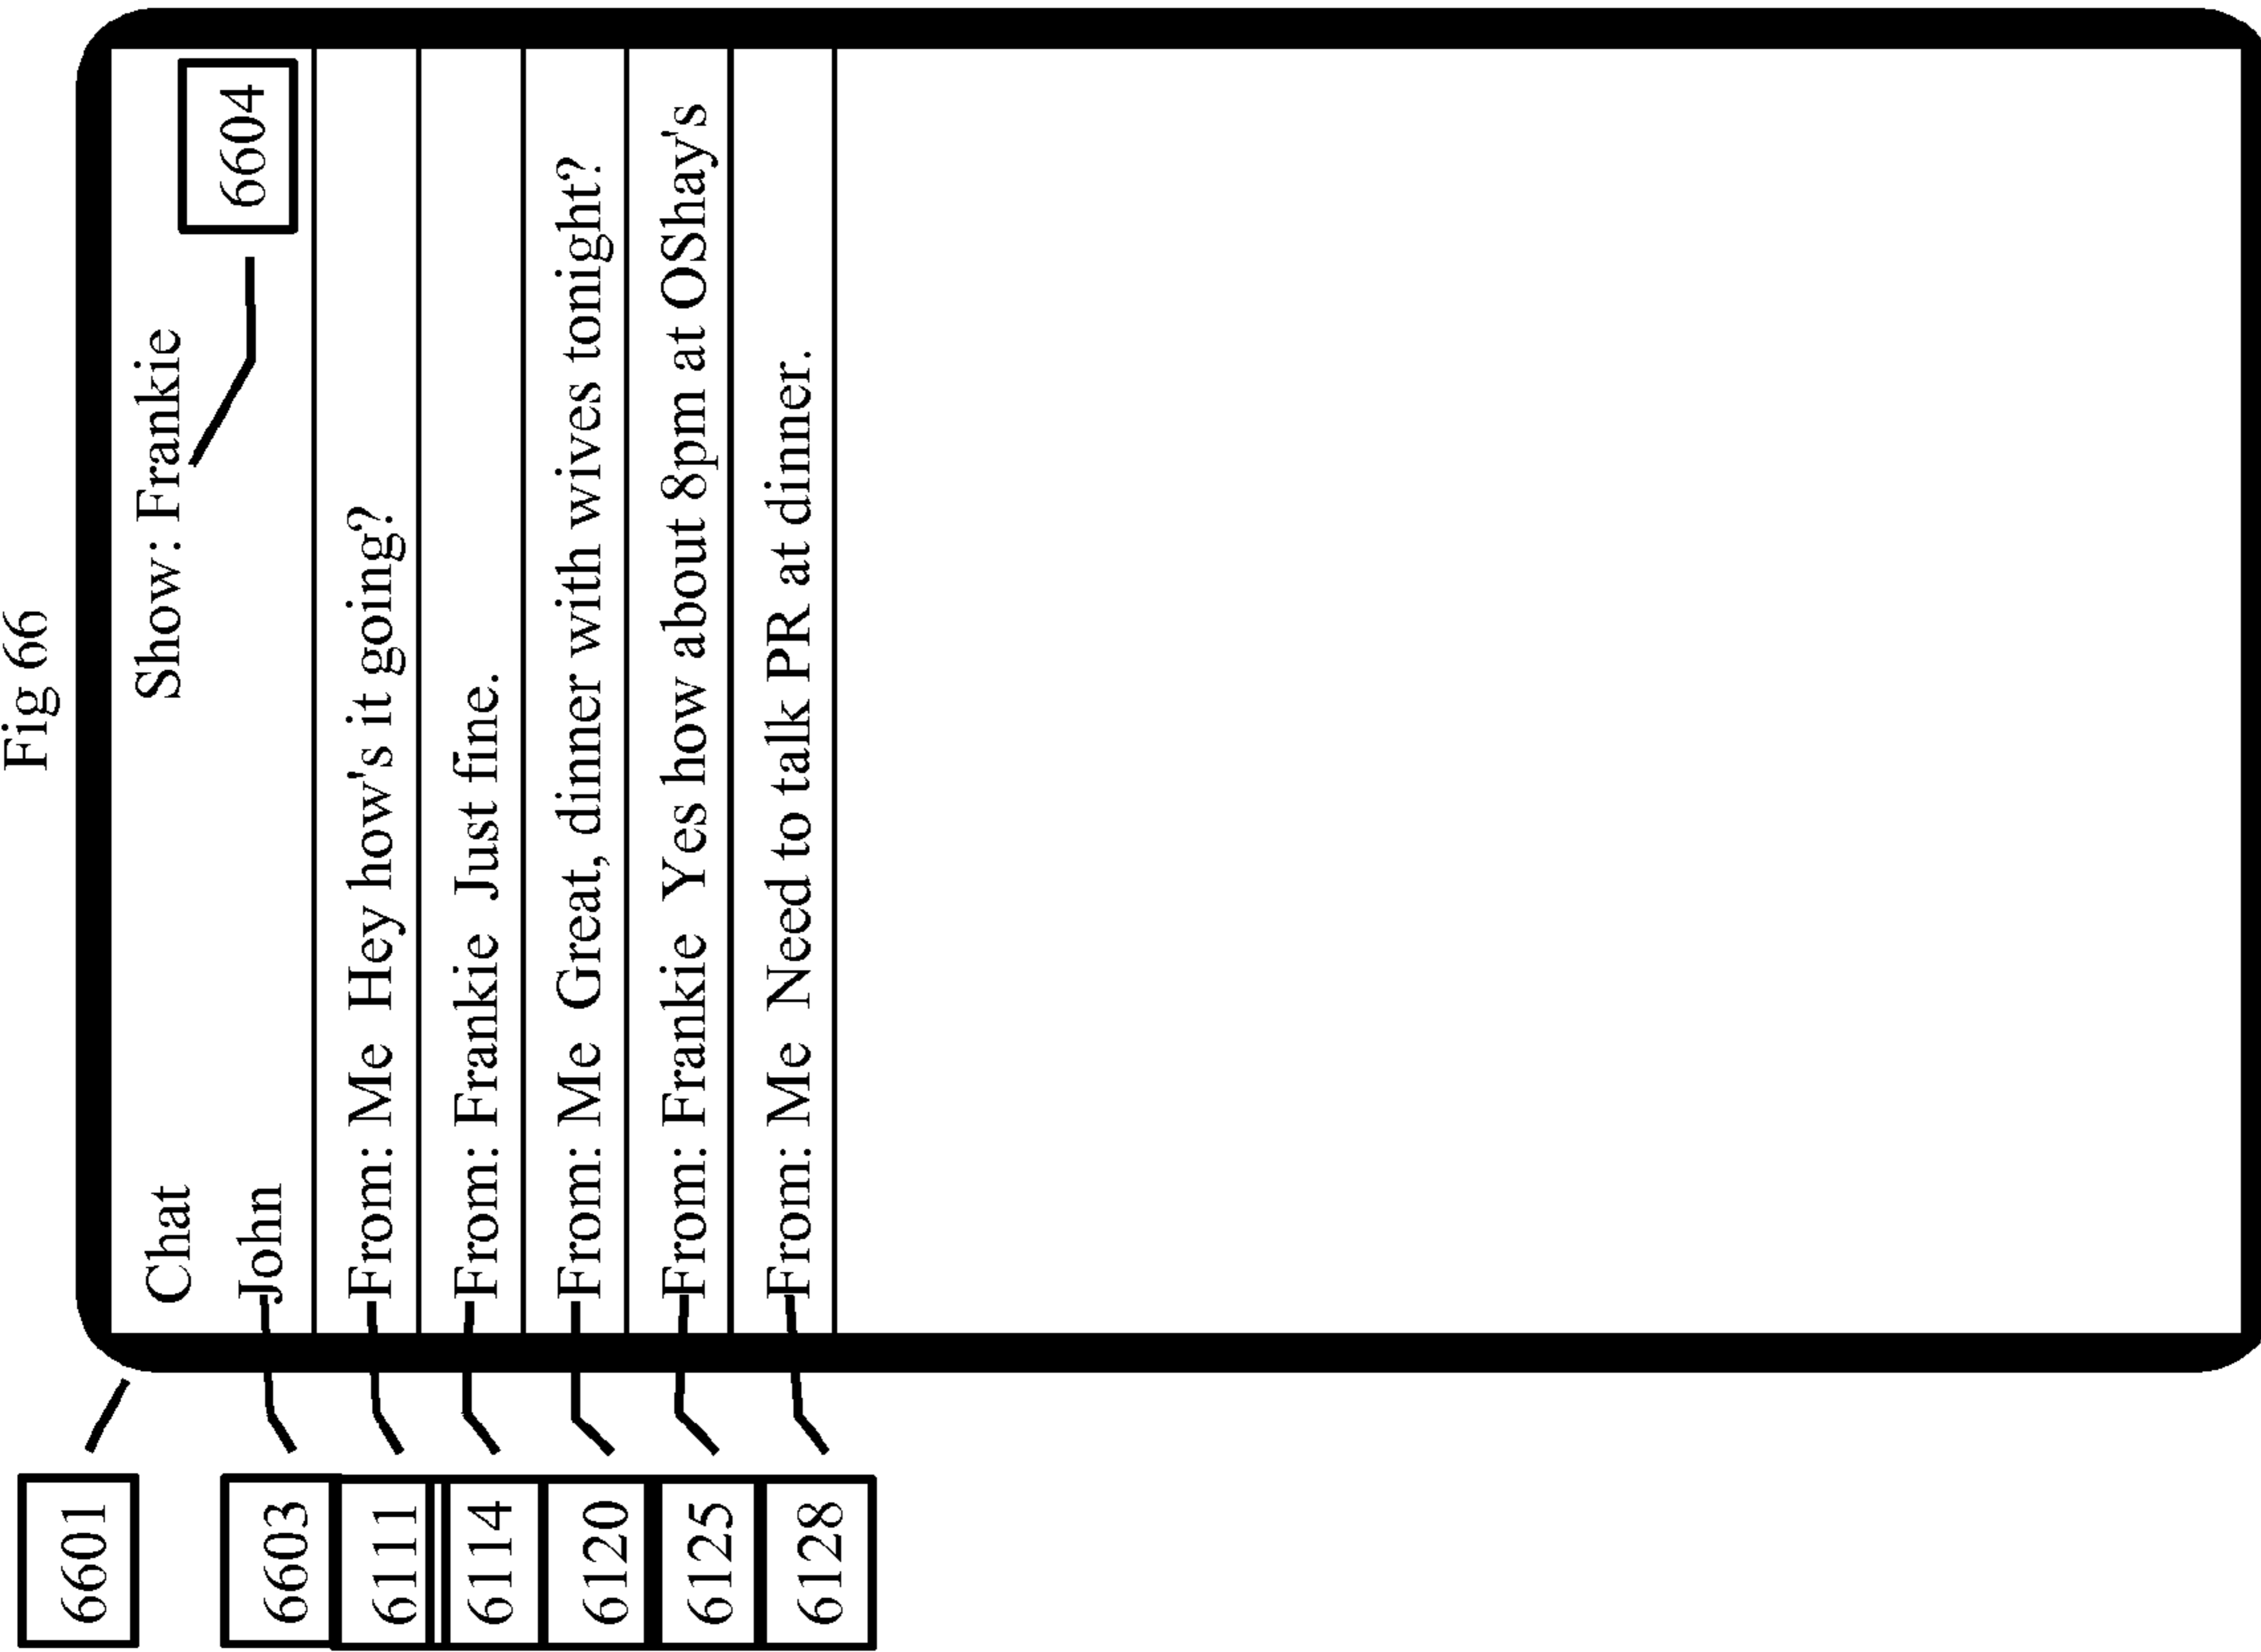 Fig 66
6601
Chat
Show: Frankie
6603
John
6604
6111
From: Me Hey how's it going?
6114
From: Frankie Just fine.
6120
From: Me Great, dinner with wives tonight?
6125
From: Frankie Yes how about 8pm at OShay's
6128
From: Me Need to talk PR at dinner.